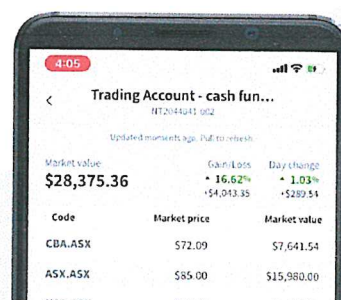 4:05
Trading Account - cash fun...
NT2044041-002
Updated moments ago. Pull to refresh
Market value Gain/Loss Day change
$28,375.36 16.62% 1.03%
+$4,043.35 +$289.54
Code Market price Market value
CBA.ASX $72.09 $7,641.54
ASX.ASX $85.00 $15,980.00